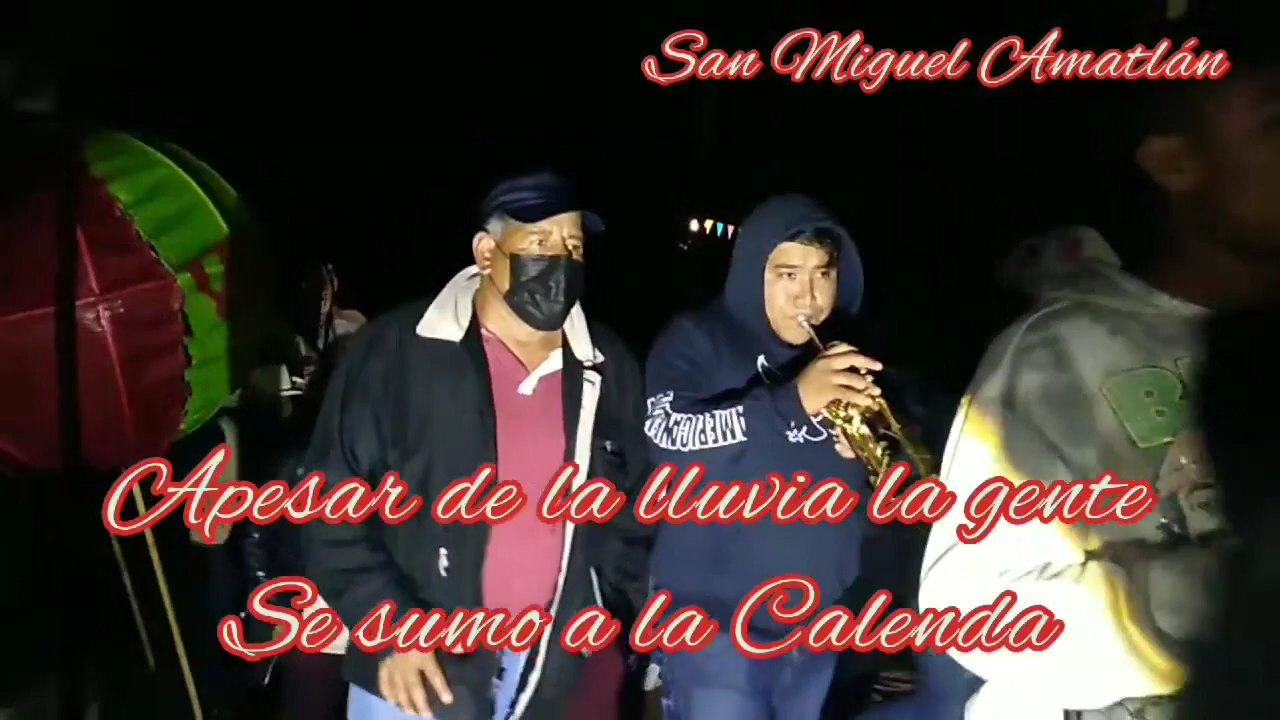 San Miguel Amatlán
Apesar de la lluvia la gente
Se sumo a la Calenda